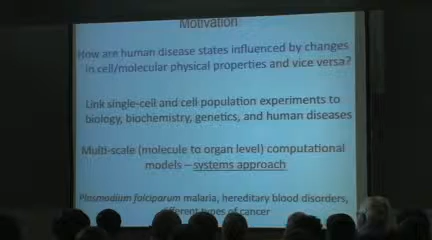 Motivation
How are human disease states influenced by changes
in cell/molecular physical properties and vice versa?
Link single-cell and cell population experiments to
biology, biochemistry, genetics, and human diseases
Multi-scale (molecule to organ level) computational
models – systems approach
Plasmodium falciparum malaria, hereditary blood disorders,
different types of cancer